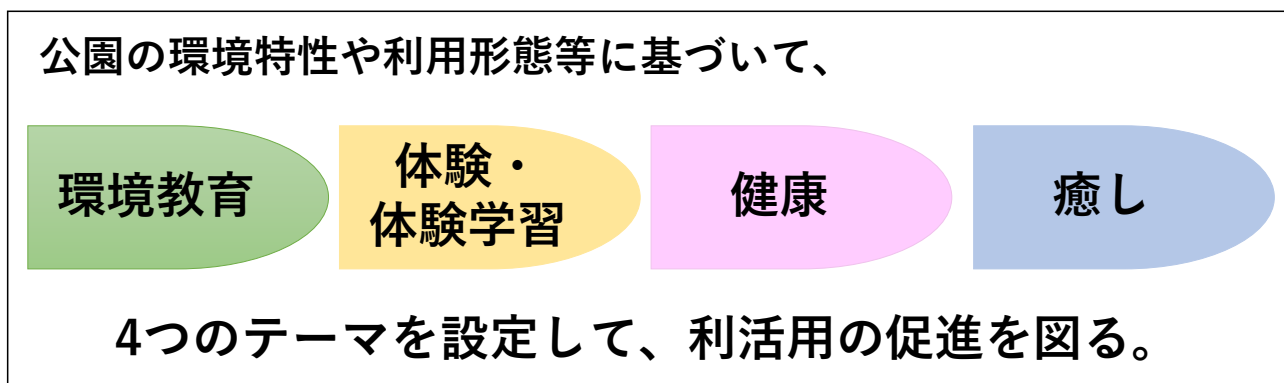 公園の環境特性や利用形態等に基づいて、
環境教育
体験・
体験学習
健康
癒し
4つのテーマを設定して、利活用の促進を図る。